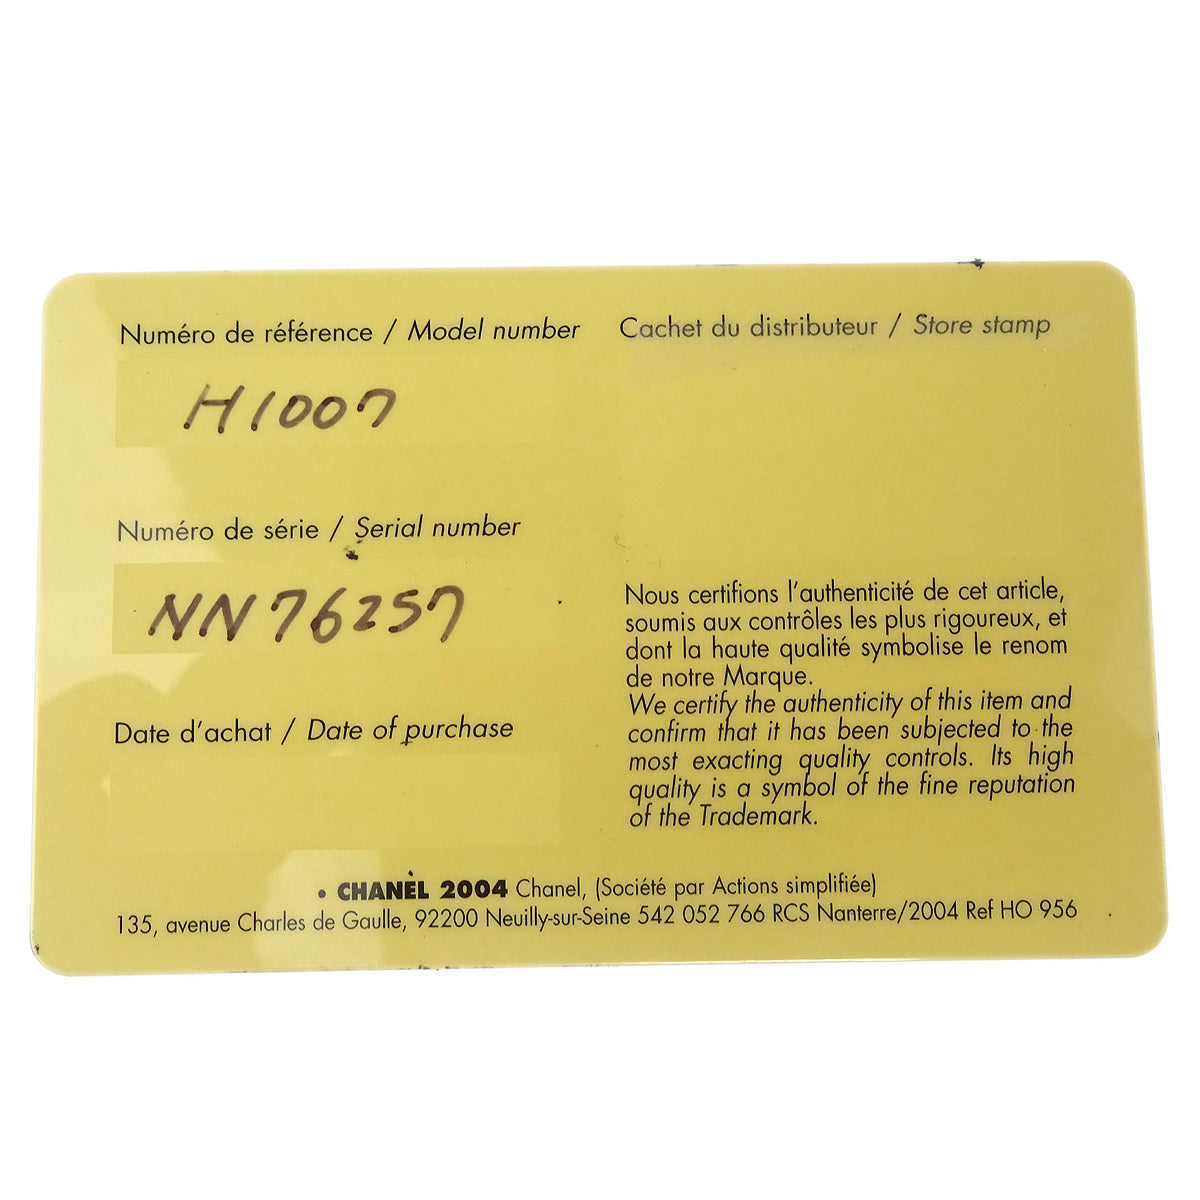 Numéro de référence / Model number
H1007
Numéro de série / Serial number
NN76257
Date d'achat / Date of purchase
Cachet du distributeur / Store stamp
Nous certifions l'authenticité de cet article,
soumis aux contrôles les plus rigoureux, et
dont la haute qualité symbolise le renom
de notre Marque.
We certify the authenticity of this item and
confirm that it has been subjected to the
most exacting quality controls. Its high
quality is a symbol of the fine reputation
of the Trademark.
• CHANEL 2004 Chanel, (Société par Actions simplifiée)
135, avenue Charles de Gaulle, 92200 Neuilly-sur-Seine 542 052 766 RCS Nanterre/2004 Ref HO 956